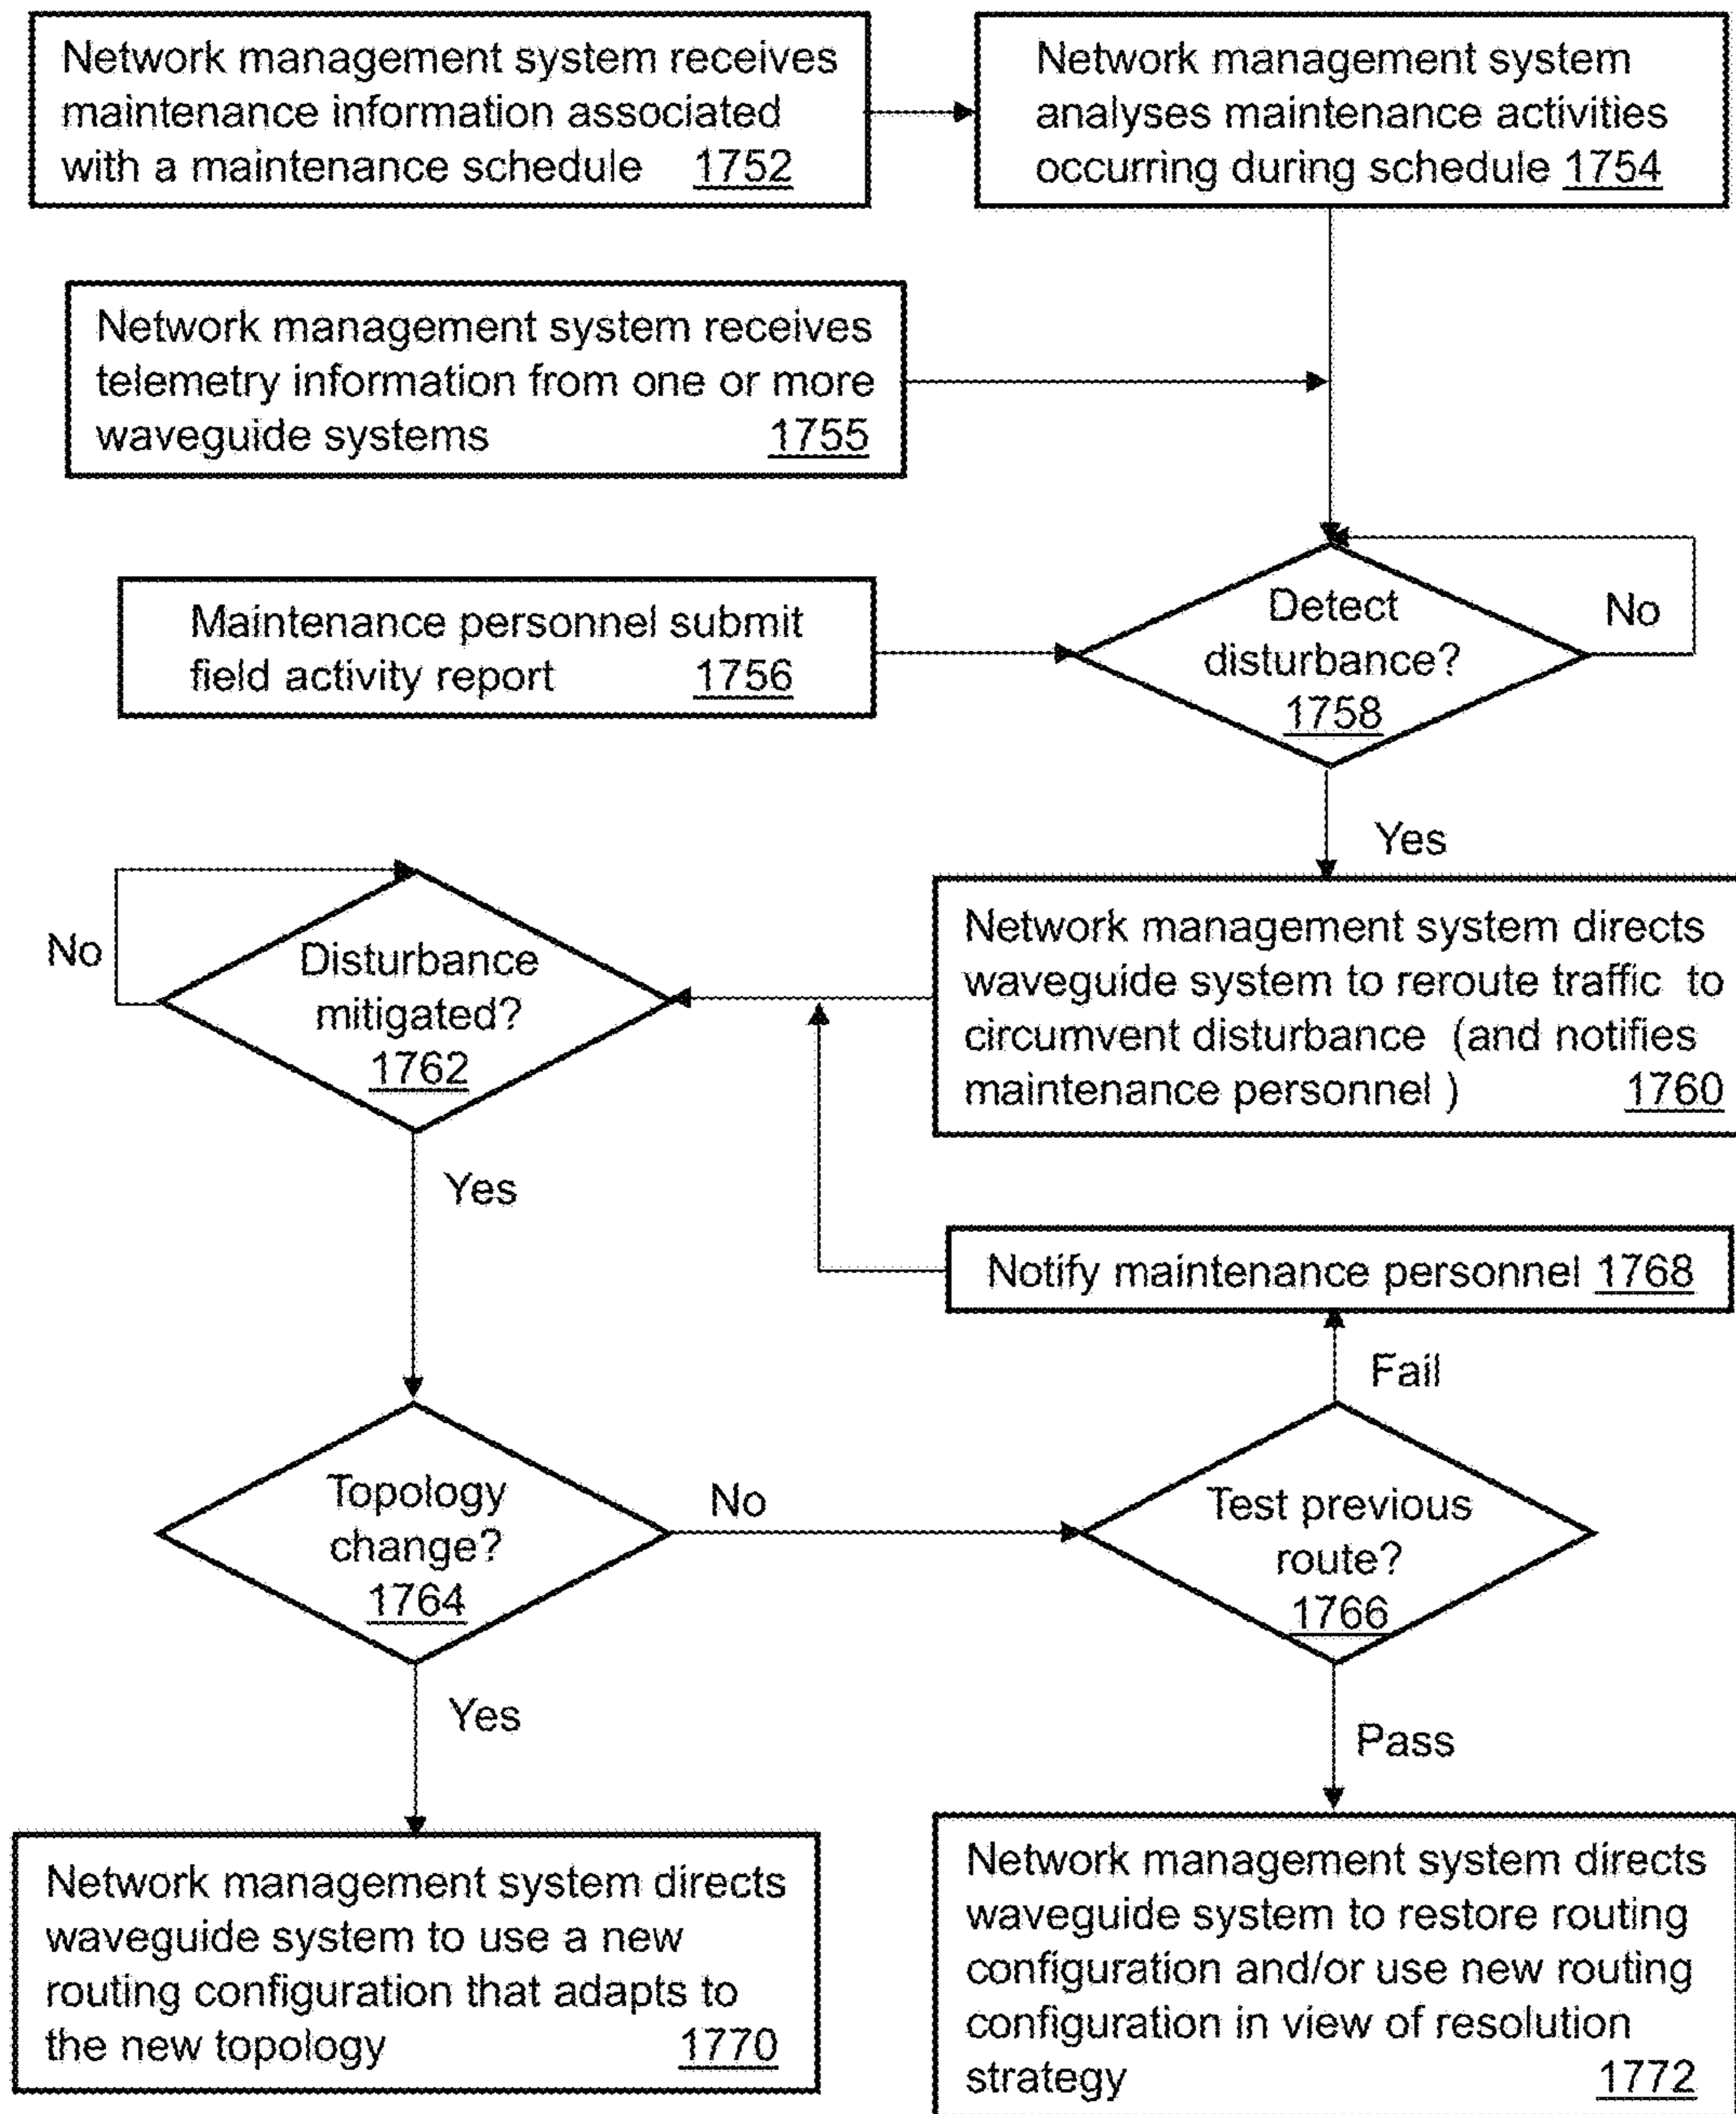 Network management system receives
maintenance information associated
with a maintenance schedule 1752
Network management system
analyses maintenance activities
occurring during schedule 1754
Network management system receives
telemetry information from one or more
waveguide systems 1755
Maintenance personnel submit
field activity report 1756
Detect
disturbance?
1758
No
Yes
Network management system directs
waveguide system to reroute traffic to
circumvent disturbance (and notifies
maintenance personnel ) 1760
No
Disturbance
mitigated?
1762
Yes
Notify maintenance personnel 1768
Fail
Topology
change?
1764
No
Test previous
route?
1766
Yes
Pass
Network management system directs
waveguide system to use a new
routing configuration that adapts to
the new topology 1770
Network management system directs
waveguide system to restore routing
configuration and/or use new routing
configuration in view of resolution
strategy 1772